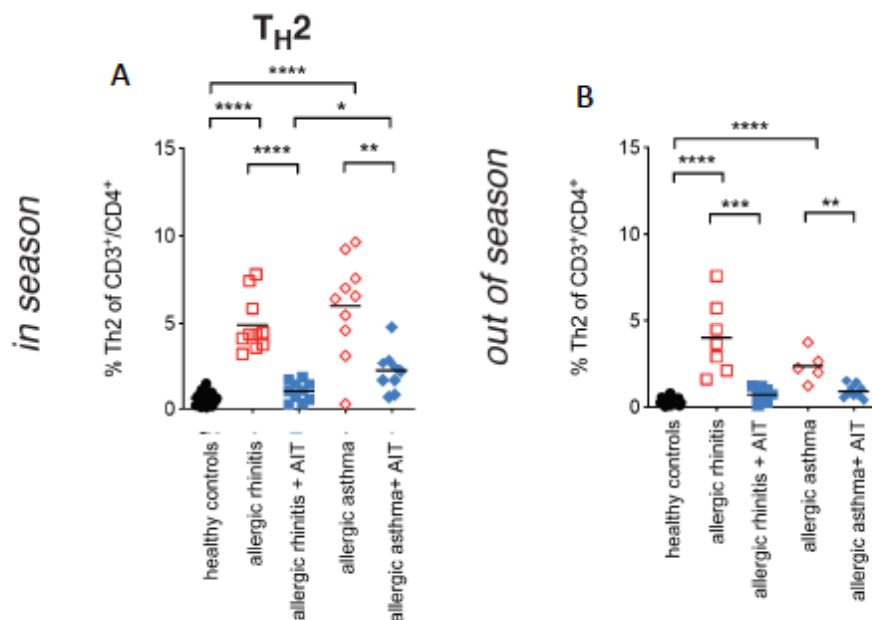 T_H2
A
in season
% Th2 of CD3⁺/CD4⁺
****
****
*
****
**
15
10
5
0
healthy controls
allergic rhinitis
allergic rhinitis + AIT
allergic asthma
allergic asthma+ AIT
B
out of season
% Th2 of CD3⁺/CD4⁺
****
****
***
**
15
10
5
0
healthy controls
allergic rhinitis
allergic rhinitis + AIT
allergic asthma
allergic asthma+ AIT